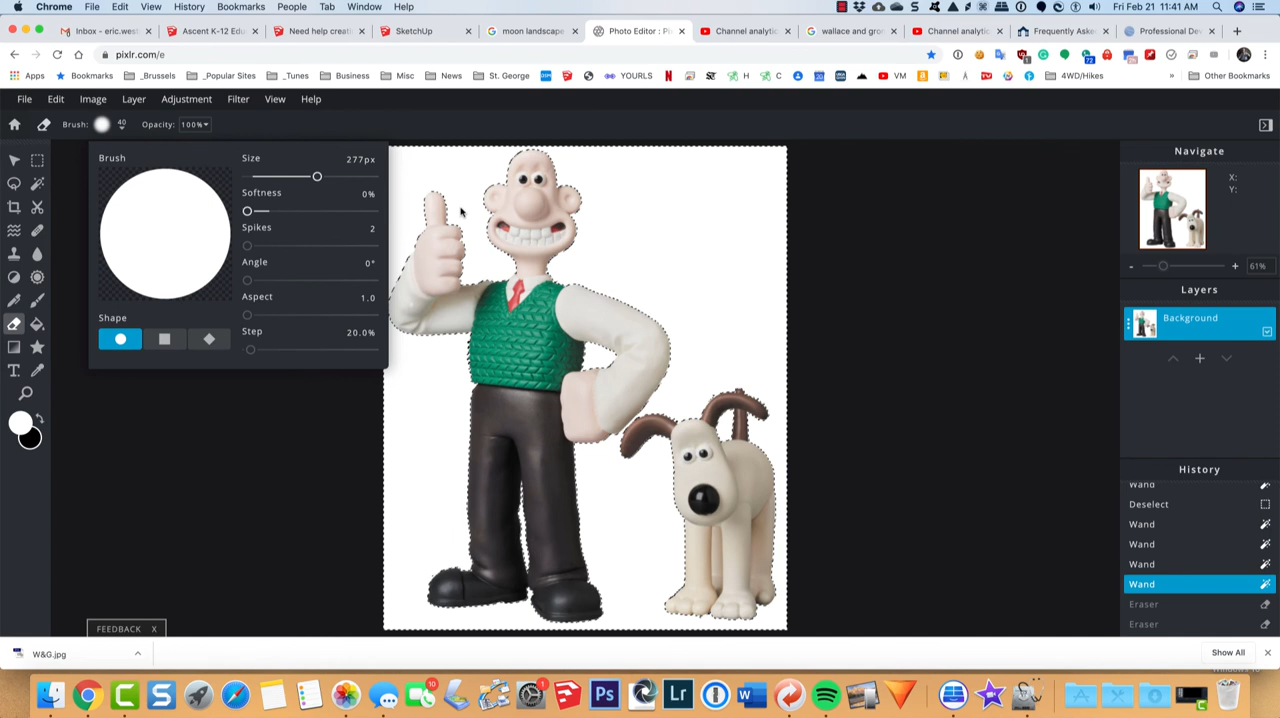 Chrome File Edit View History Bookmarks People Tab Window Help Fri Feb 21 11:41 AM
Inbox - eric.west Ascent K-12 Edu Need help creati SketchUp moon landscape Photo Editor : Pi Channel analytic wallace and gro Channel analytic Frequently Aske Professional De
pixlr.com/e
Apps Bookmarks _Brussels _Popular Sites _Tunes Business Misc News St. George YOURLS H C VM 4WD/Hikes » Other Bookmarks
File Edit Image Layer Adjustment Filter View Help
Brush: 40 Opacity: 100%
Brush
Size 277px
Softness 0%
Spikes 2
Angle 0°
Aspect 1.0
Step 20.0%
Shape
Navigate
X:
Y:
- + 61%
Layers
Background
History
Wand
Deselect
Wand
Wand
Wand
Wand
Eraser
Eraser
FEEDBACK X
W&G.jpg
Show All